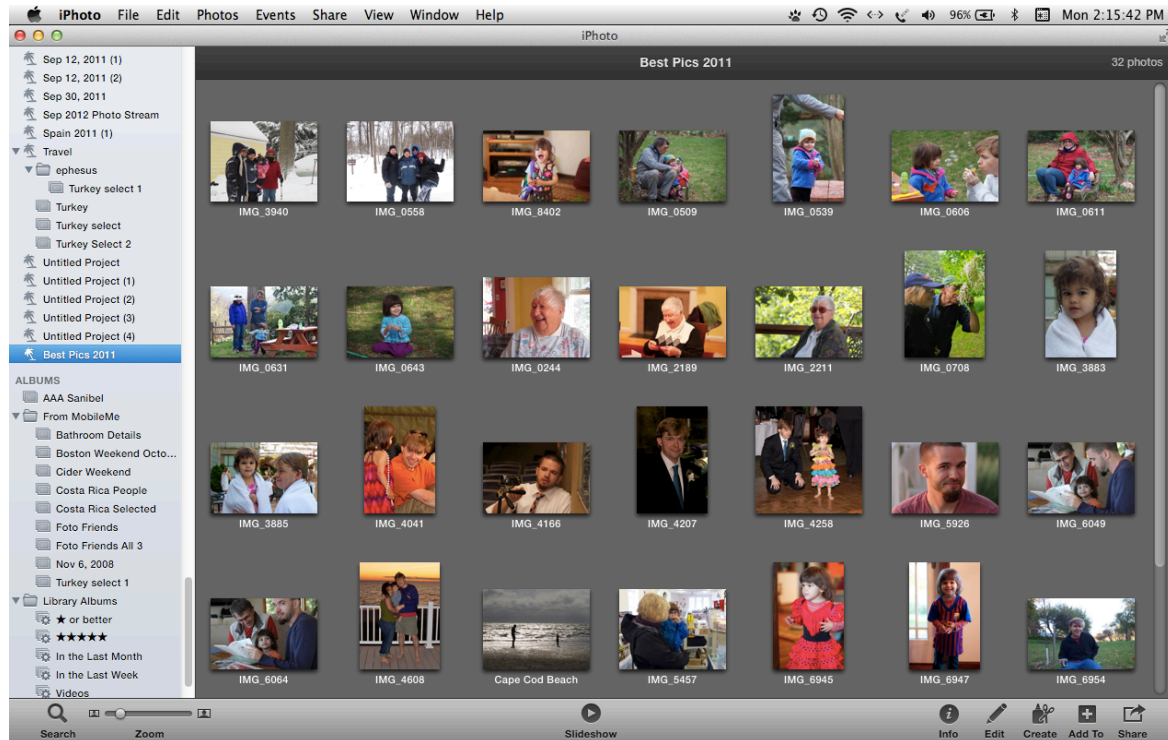 iPhoto File Edit Photos Events Share View Window Help 96% Mon 2:15:42 PM
iPhoto
Sep 12, 2011 (1)
Sep 12, 2011 (2)
Sep 30, 2011
Sep 2012 Photo Stream
Spain 2011 (1)
Travel
ephesus
Turkey select 1
Turkey
Turkey select
Turkey Select 2
Untitled Project
Untitled Project (1)
Untitled Project (2)
Untitled Project (3)
Untitled Project (4)
Best Pics 2011
ALBUMS
AAA Sanibel
From MobileMe
Bathroom Details
Boston Weekend Octo...
Cider Weekend
Costa Rica People
Costa Rica Selected
Foto Friends
Foto Friends All 3
Nov 6, 2008
Turkey select 1
Library Albums
★ or better
★★★★★
In the Last Month
In the Last Week
Videos
Best Pics 2011 32 photos
IMG_3940 IMG_0558 IMG_8402 IMG_0509 IMG_0539 IMG_0606 IMG_0611
IMG_0631 IMG_0643 IMG_0244 IMG_2189 IMG_2211 IMG_0708 IMG_3883
IMG_3885 IMG_4041 IMG_4166 IMG_4207 IMG_4258 IMG_5926 IMG_6049
IMG_6064 IMG_4608 Cape Cod Beach IMG_5457 IMG_6945 IMG_6947 IMG_6954
Search Zoom Slideshow Info Edit Create Add To Share